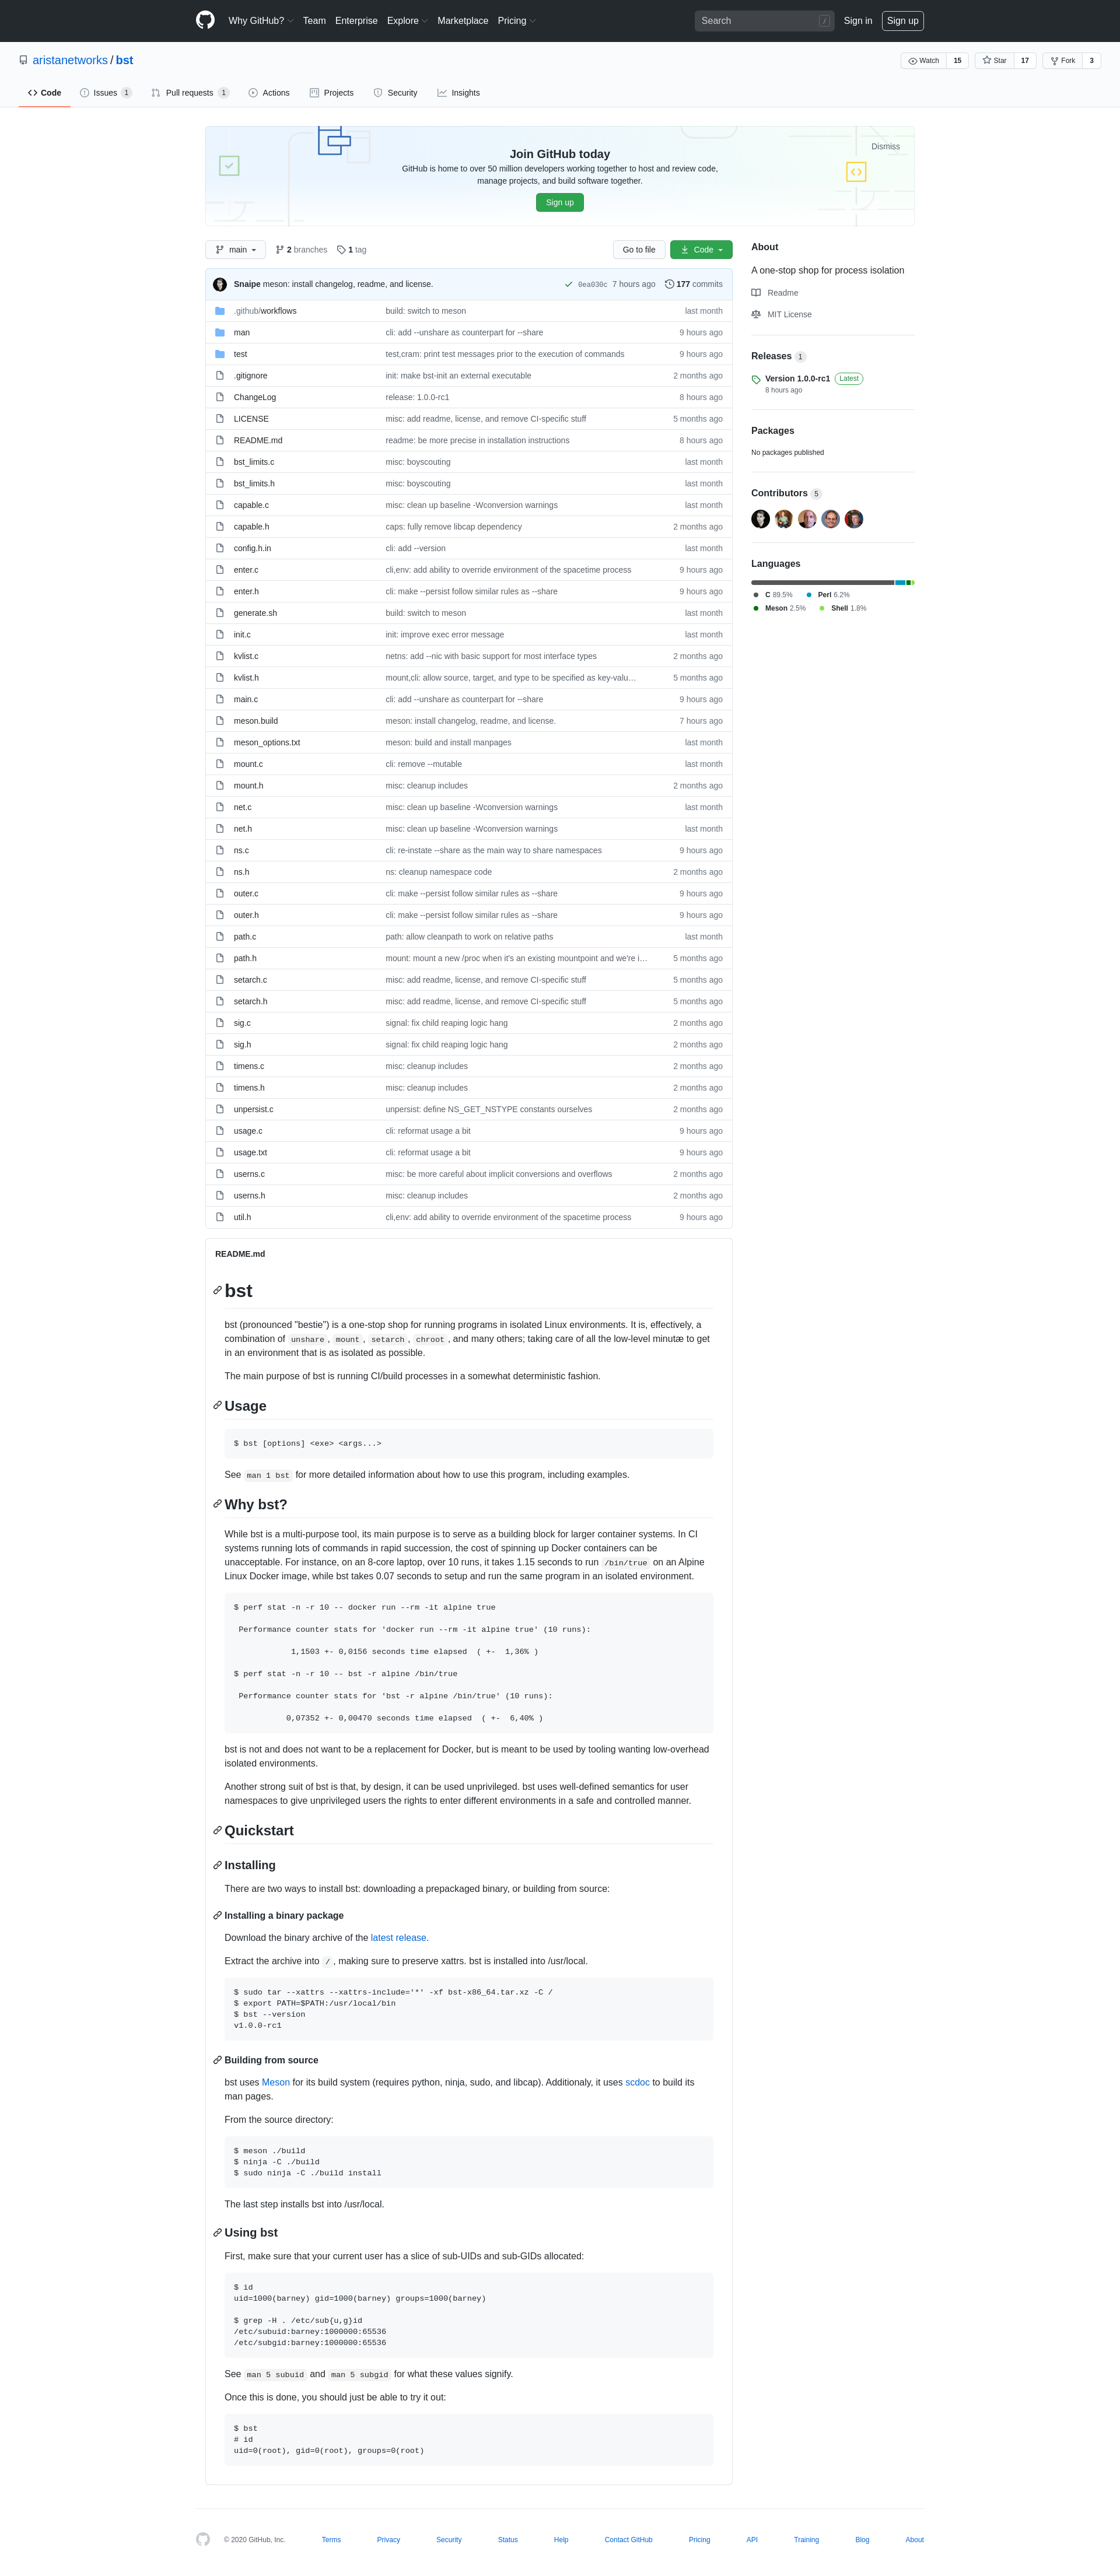 Why GitHub? Team Enterprise Explore Marketplace Pricing Search / Sign in Sign up
aristanetworks / bst Watch 15 Star 17 Fork 3
Code Issues 1 Pull requests 1 Actions Projects Security Insights
Dismiss
Join GitHub today
GitHub is home to over 50 million developers working together to host and review code,
manage projects, and build software together.
Sign up
main 2 branches 1 tag Go to file Code
Snaipe meson: install changelog, readme, and license. 0ea030c 7 hours ago 177 commits
.github/workflows build: switch to meson last month
man cli: add --unshare as counterpart for --share 9 hours ago
test test,cram: print test messages prior to the execution of commands 9 hours ago
.gitignore init: make bst-init an external executable 2 months ago
ChangeLog release: 1.0.0-rc1 8 hours ago
LICENSE misc: add readme, license, and remove CI-specific stuff 5 months ago
README.md readme: be more precise in installation instructions 8 hours ago
bst_limits.c misc: boyscouting last month
bst_limits.h misc: boyscouting last month
capable.c misc: clean up baseline -Wconversion warnings last month
capable.h caps: fully remove libcap dependency 2 months ago
config.h.in cli: add --version last month
enter.c cli,env: add ability to override environment of the spacetime process 9 hours ago
enter.h cli: make --persist follow similar rules as --share 9 hours ago
generate.sh build: switch to meson last month
init.c init: improve exec error message last month
kvlist.c netns: add --nic with basic support for most interface types 2 months ago
kvlist.h mount,cli: allow source, target, and type to be specified as key-valu… 5 months ago
main.c cli: add --unshare as counterpart for --share 9 hours ago
meson.build meson: install changelog, readme, and license. 7 hours ago
meson_options.txt meson: build and install manpages last month
mount.c cli: remove --mutable last month
mount.h misc: cleanup includes 2 months ago
net.c misc: clean up baseline -Wconversion warnings last month
net.h misc: clean up baseline -Wconversion warnings last month
ns.c cli: re-instate --share as the main way to share namespaces 9 hours ago
ns.h ns: cleanup namespace code 2 months ago
outer.c cli: make --persist follow similar rules as --share 9 hours ago
outer.h cli: make --persist follow similar rules as --share 9 hours ago
path.c path: allow cleanpath to work on relative paths last month
path.h mount: mount a new /proc when it's an existing mountpoint and we're i… 5 months ago
setarch.c misc: add readme, license, and remove CI-specific stuff 5 months ago
setarch.h misc: add readme, license, and remove CI-specific stuff 5 months ago
sig.c signal: fix child reaping logic hang 2 months ago
sig.h signal: fix child reaping logic hang 2 months ago
timens.c misc: cleanup includes 2 months ago
timens.h misc: cleanup includes 2 months ago
unpersist.c unpersist: define NS_GET_NSTYPE constants ourselves 2 months ago
usage.c cli: reformat usage a bit 9 hours ago
usage.txt cli: reformat usage a bit 9 hours ago
userns.c misc: be more careful about implicit conversions and overflows 2 months ago
userns.h misc: cleanup includes 2 months ago
util.h cli,env: add ability to override environment of the spacetime process 9 hours ago
About
A one-stop shop for process isolation
Readme
MIT License
Releases 1
Version 1.0.0-rc1 Latest
8 hours ago
Packages
No packages published
Contributors 5
Languages
C 89.5% Perl 6.2%
Meson 2.5% Shell 1.8%
README.md
bst
bst (pronounced "bestie") is a one-stop shop for running programs in isolated Linux environments. It is, effectively, a
combination of unshare, mount, setarch, chroot, and many others; taking care of all the low-level minutæ to get
in an environment that is as isolated as possible.
The main purpose of bst is running CI/build processes in a somewhat deterministic fashion.
Usage
$ bst [options] <exe> <args...>
See man 1 bst for more detailed information about how to use this program, including examples.
Why bst?
While bst is a multi-purpose tool, its main purpose is to serve as a building block for larger container systems. In CI
systems running lots of commands in rapid succession, the cost of spinning up Docker containers can be
unacceptable. For instance, on an 8-core laptop, over 10 runs, it takes 1.15 seconds to run /bin/true on an Alpine
Linux Docker image, while bst takes 0.07 seconds to setup and run the same program in an isolated environment.
$ perf stat -n -r 10 -- docker run --rm -it alpine true
Performance counter stats for 'docker run --rm -it alpine true' (10 runs):
1,1503 +- 0,0156 seconds time elapsed ( +- 1,36% )
$ perf stat -n -r 10 -- bst -r alpine /bin/true
Performance counter stats for 'bst -r alpine /bin/true' (10 runs):
0,07352 +- 0,00470 seconds time elapsed ( +- 6,40% )
bst is not and does not want to be a replacement for Docker, but is meant to be used by tooling wanting low-overhead
isolated environments.
Another strong suit of bst is that, by design, it can be used unprivileged. bst uses well-defined semantics for user
namespaces to give unprivileged users the rights to enter different environments in a safe and controlled manner.
Quickstart
Installing
There are two ways to install bst: downloading a prepackaged binary, or building from source:
Installing a binary package
Download the binary archive of the latest release.
Extract the archive into /, making sure to preserve xattrs. bst is installed into /usr/local.
$ sudo tar --xattrs --xattrs-include='*' -xf bst-x86_64.tar.xz -C /
$ export PATH=$PATH:/usr/local/bin
$ bst --version
v1.0.0-rc1
Building from source
bst uses Meson for its build system (requires python, ninja, sudo, and libcap). Additionaly, it uses scdoc to build its
man pages.
From the source directory:
$ meson ./build
$ ninja -C ./build
$ sudo ninja -C ./build install
The last step installs bst into /usr/local.
Using bst
First, make sure that your current user has a slice of sub-UIDs and sub-GIDs allocated:
$ id
uid=1000(barney) gid=1000(barney) groups=1000(barney)
$ grep -H . /etc/sub{u,g}id
/etc/subuid:barney:1000000:65536
/etc/subgid:barney:1000000:65536
See man 5 subuid and man 5 subgid for what these values signify.
Once this is done, you should just be able to try it out:
$ bst
# id
uid=0(root), gid=0(root), groups=0(root)
© 2020 GitHub, Inc. Terms Privacy Security Status Help Contact GitHub Pricing API Training Blog About